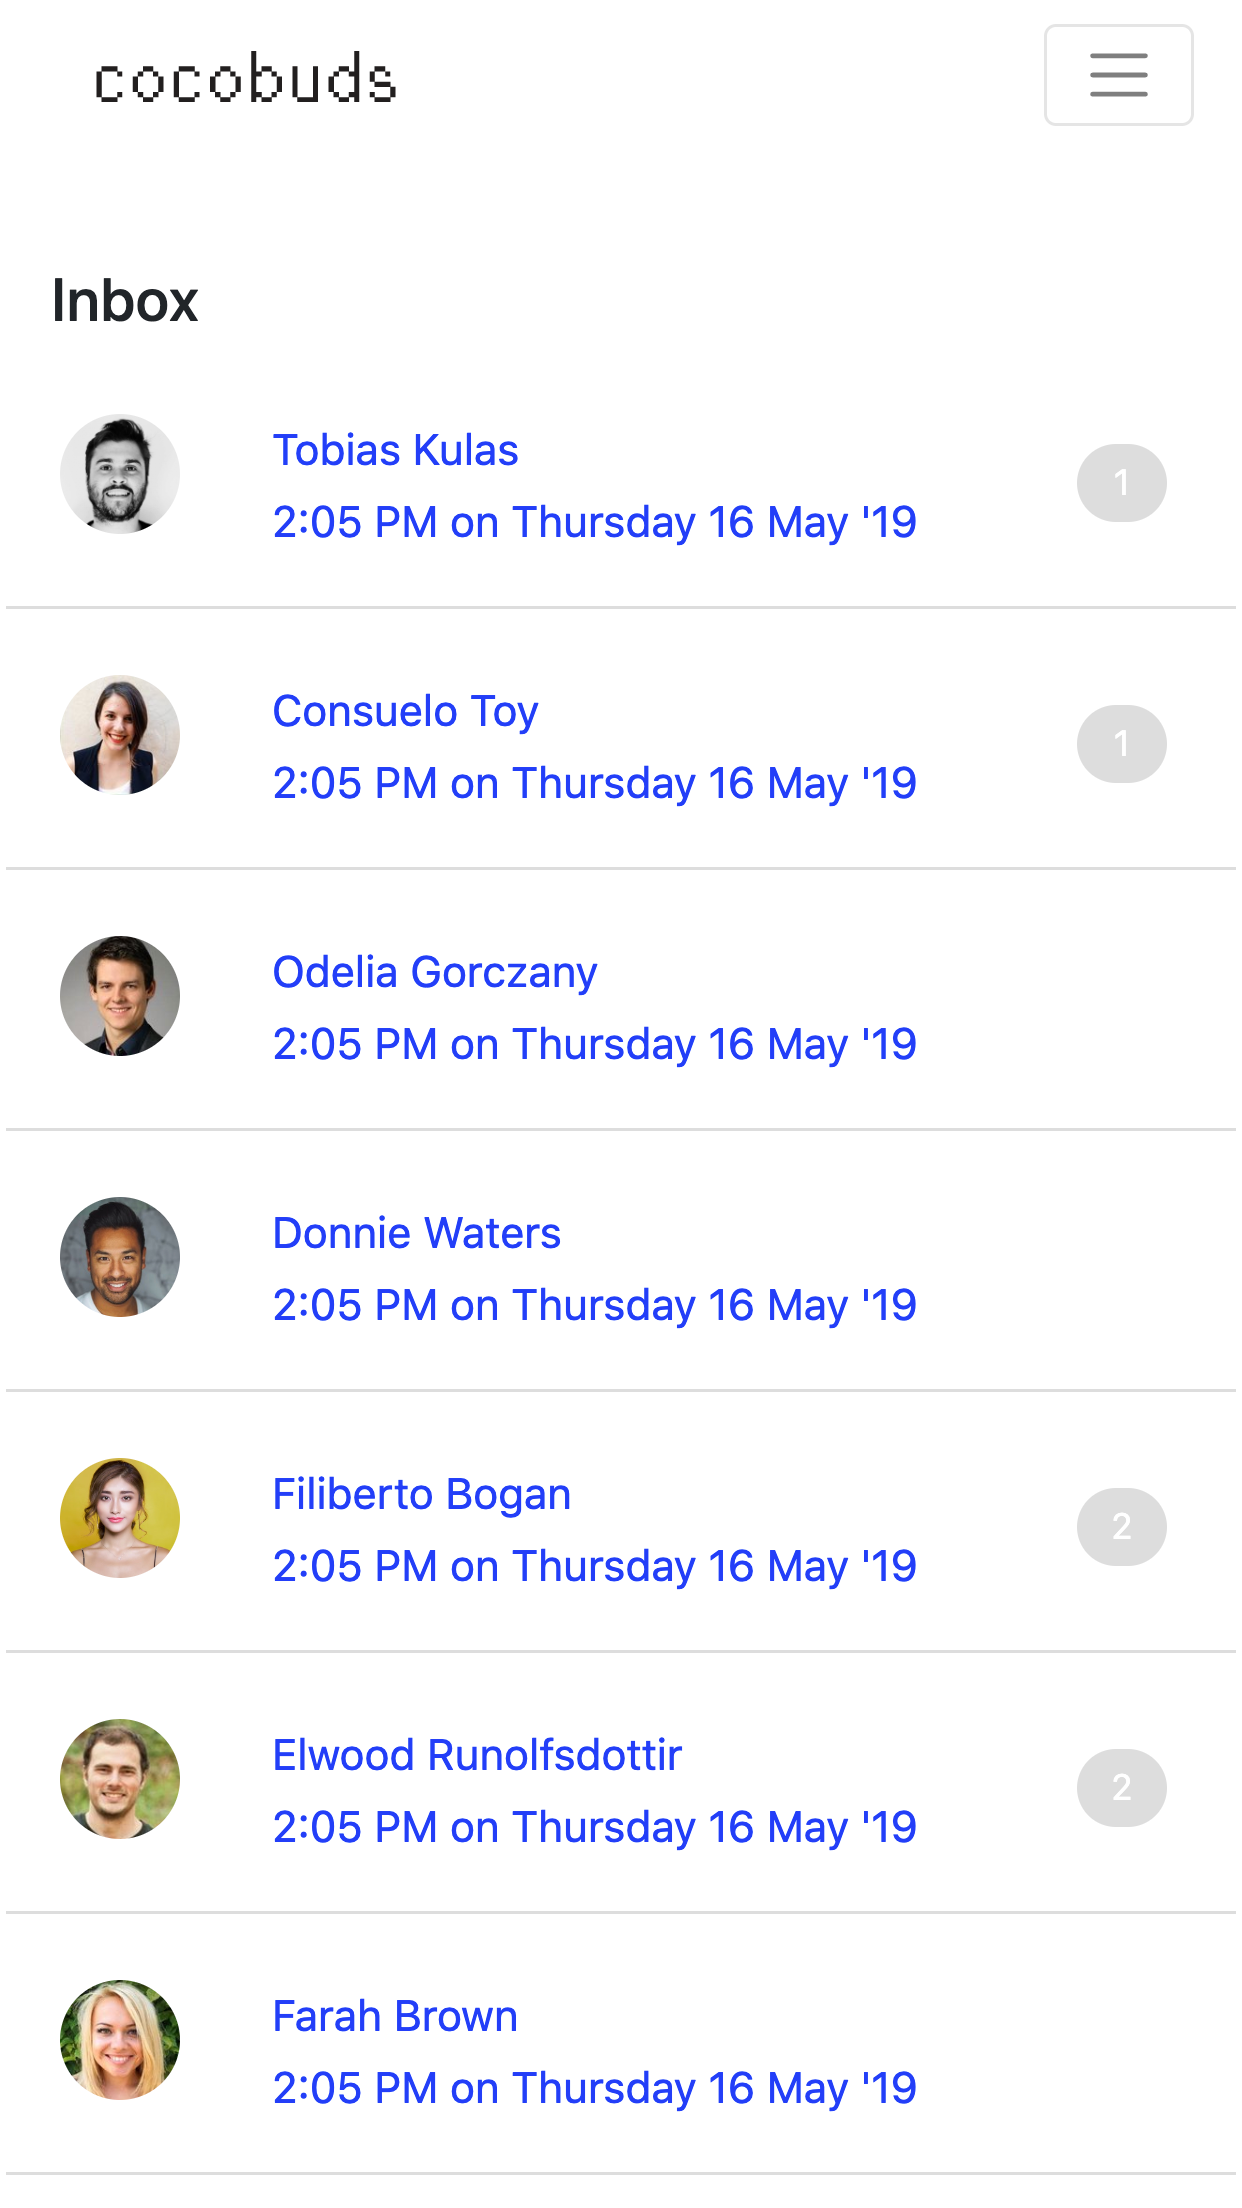 cocobuds
Inbox
Tobias Kulas
2:05 PM on Thursday 16 May '19
1
Consuelo Toy
2:05 PM on Thursday 16 May '19
1
Odelia Gorczany
2:05 PM on Thursday 16 May '19
Donnie Waters
2:05 PM on Thursday 16 May '19
Filiberto Bogan
2:05 PM on Thursday 16 May '19
2
Elwood Runolfsdottir
2:05 PM on Thursday 16 May '19
2
Farah Brown
2:05 PM on Thursday 16 May '19